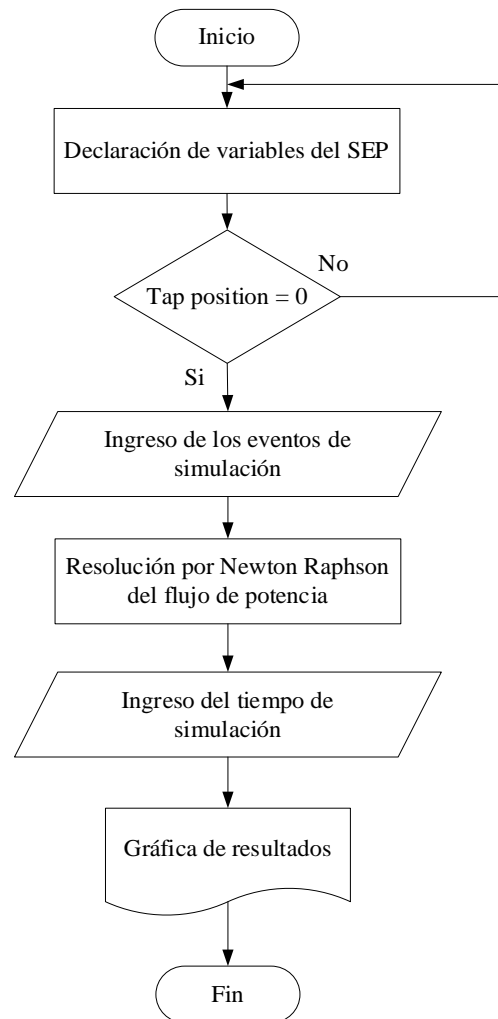 Inicio
Declaración de variables del SEP
No
Tap position = 0
Si
Ingreso de los eventos de
simulación
Resolución por Newton Raphson
del flujo de potencia
Ingreso del tiempo de
simulación
Gráfica de resultados
Fin